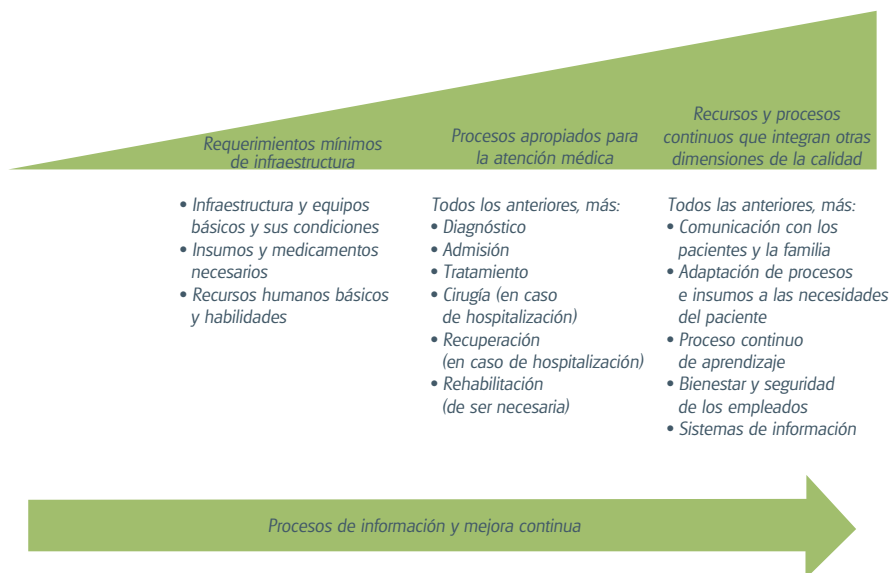 Requerimientos mínimos
de infraestructura
Procesos apropiados para
la atención médica
Recursos y procesos
continuos que integran otras
dimensiones de la calidad
• Infraestructura y equipos
básicos y sus condiciones
• Insumos y medicamentos
necesarios
• Recursos humanos básicos
y habilidades
Todos los anteriores, más:
• Diagnóstico
• Admisión
• Tratamiento
• Cirugía (en caso
de hospitalización)
• Recuperación
(en caso de hospitalización)
• Rehabilitación
(de ser necesaria)
Todos las anteriores, más:
• Comunicación con los
pacientes y la familia
• Adaptación de procesos
e insumos a las necesidades
del paciente
• Proceso continuo
de aprendizaje
• Bienestar y seguridad
de los empleados
• Sistemas de información
Procesos de información y mejora continua